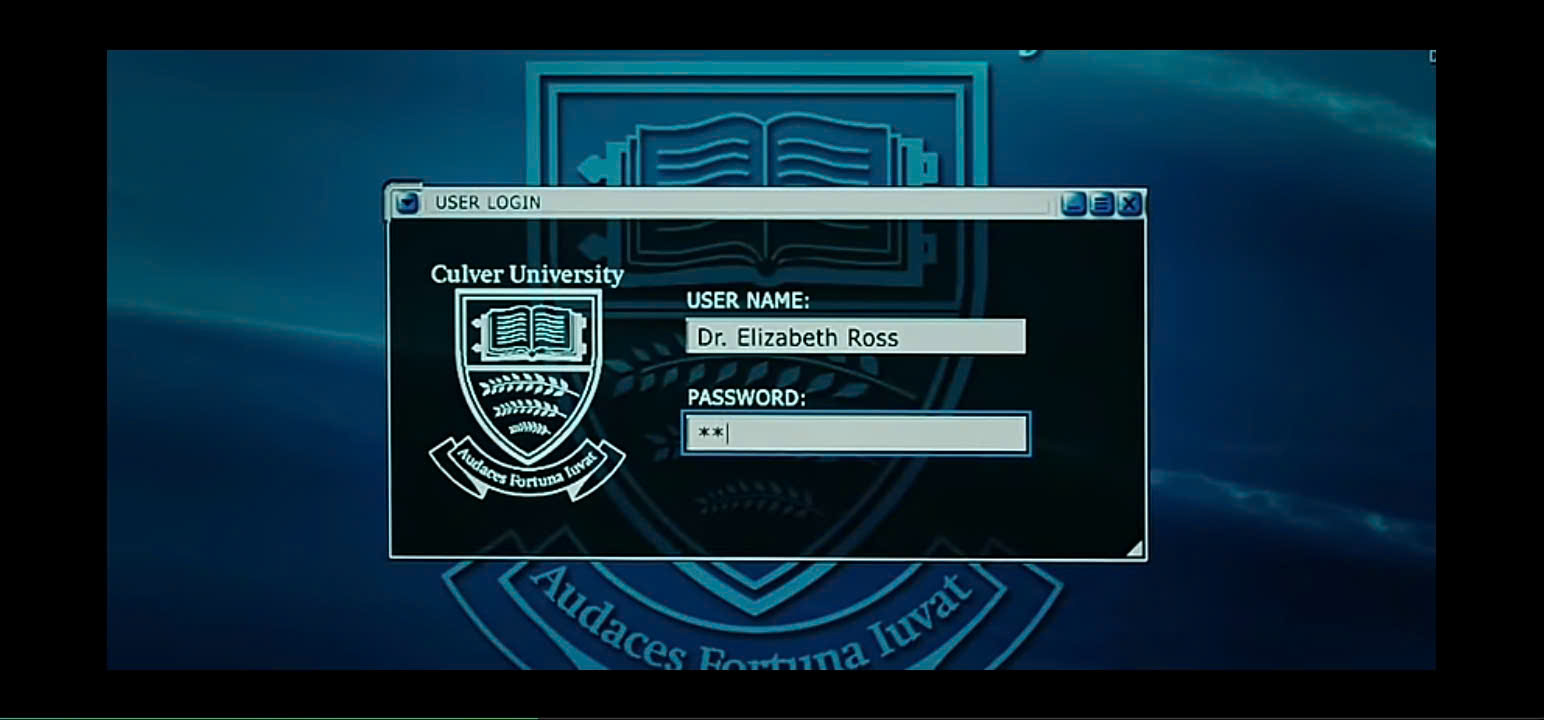 USER LOGIN
Culver University
USER NAME:
Dr. Elizabeth Ross
PASSWORD:
**
Audaces Fortuna Iuvat
Audaces Fortuna Iuvat